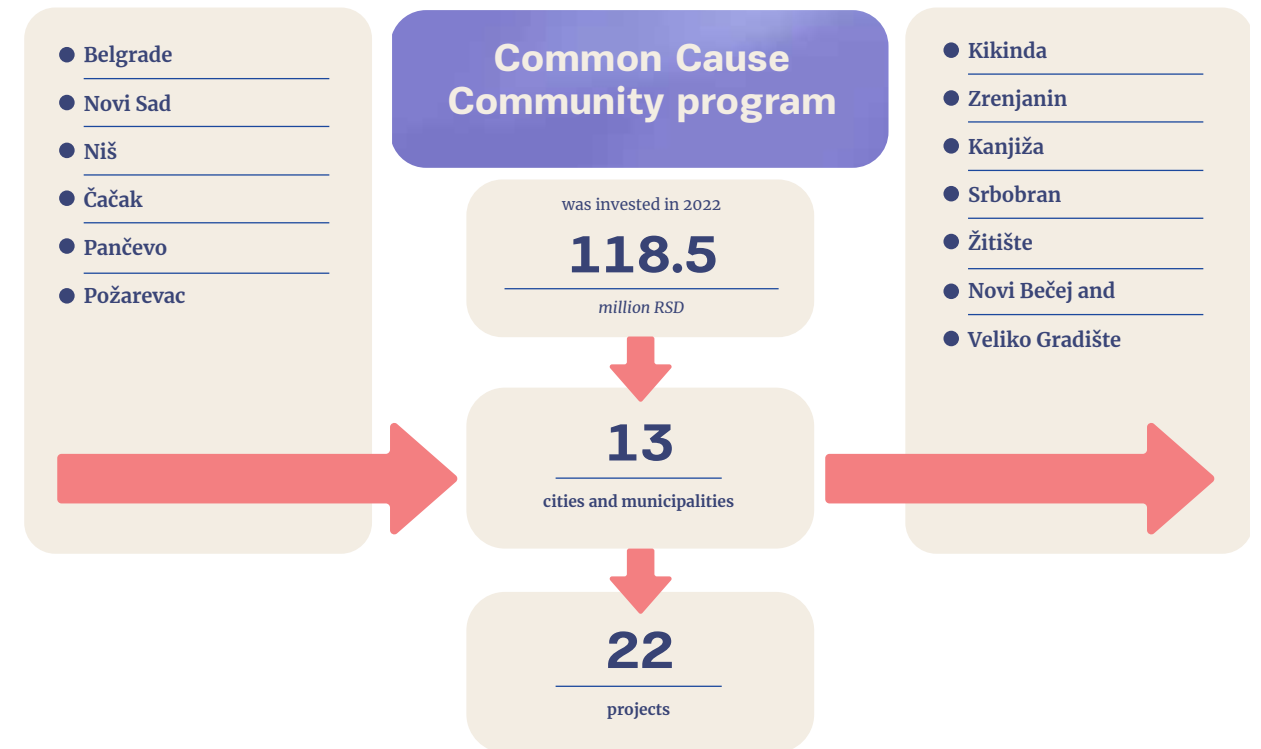 Belgrade
Novi Sad
Niš
Čačak
Pančevo
Požarevac
Common Cause
Community program
was invested in 2022
118.5
million RSD
13
cities and municipalities
22
projects
Kikinda
Zrenjanin
Kanjiža
Srbobran
Žitište
Novi Bečej and
Veliko Gradište